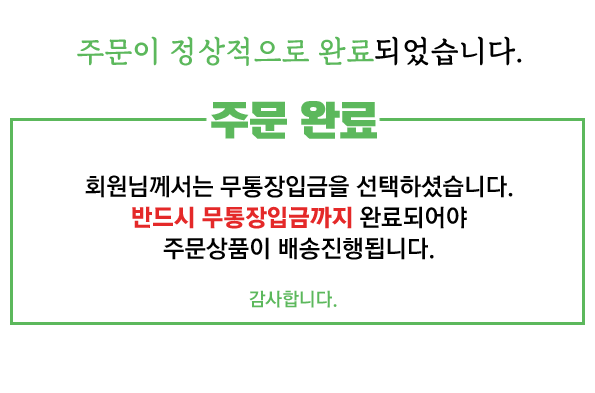 주문이 정상적으로 완료되었습니다.
주문 완료
회원님께서는 무통장입금을 선택하셨습니다.
반드시 무통장입금까지 완료되어야
주문상품이 배송진행됩니다.
감사합니다.